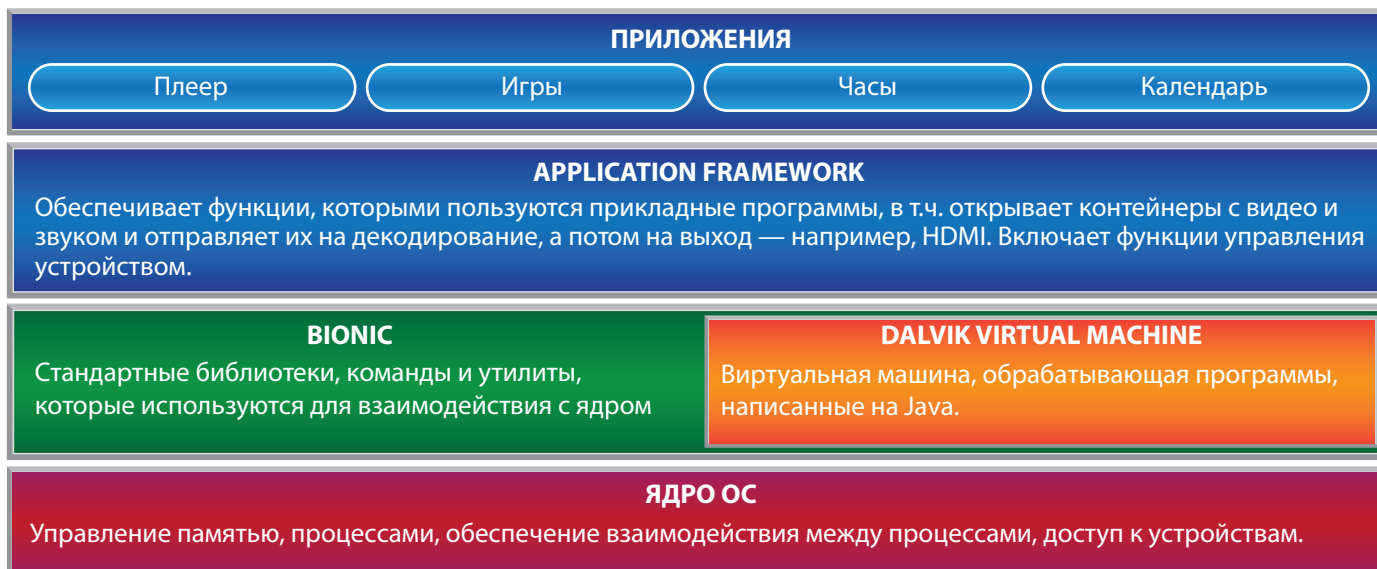 ПРИЛОЖЕНИЯ
Плеер
Игры
Часы
Календарь
APPLICATION FRAMEWORK
Обеспечивает функции, которыми пользуются прикладные программы, в т.ч. открывает контейнеры с видео и
звуком и отправляет их на декодирование, а потом на выход — например, HDMI. Включает функции управления
устройством.
BIONIC
Стандартные библиотеки, команды и утилиты,
которые используются для взаимодействия с ядром
DALVIK VIRTUAL MACHINE
Виртуальная машина, обрабатывающая программы,
написанные на Java.
ЯДРО ОС
Управление памятью, процессами, обеспечение взаимодействия между процессами, доступ к устройствам.